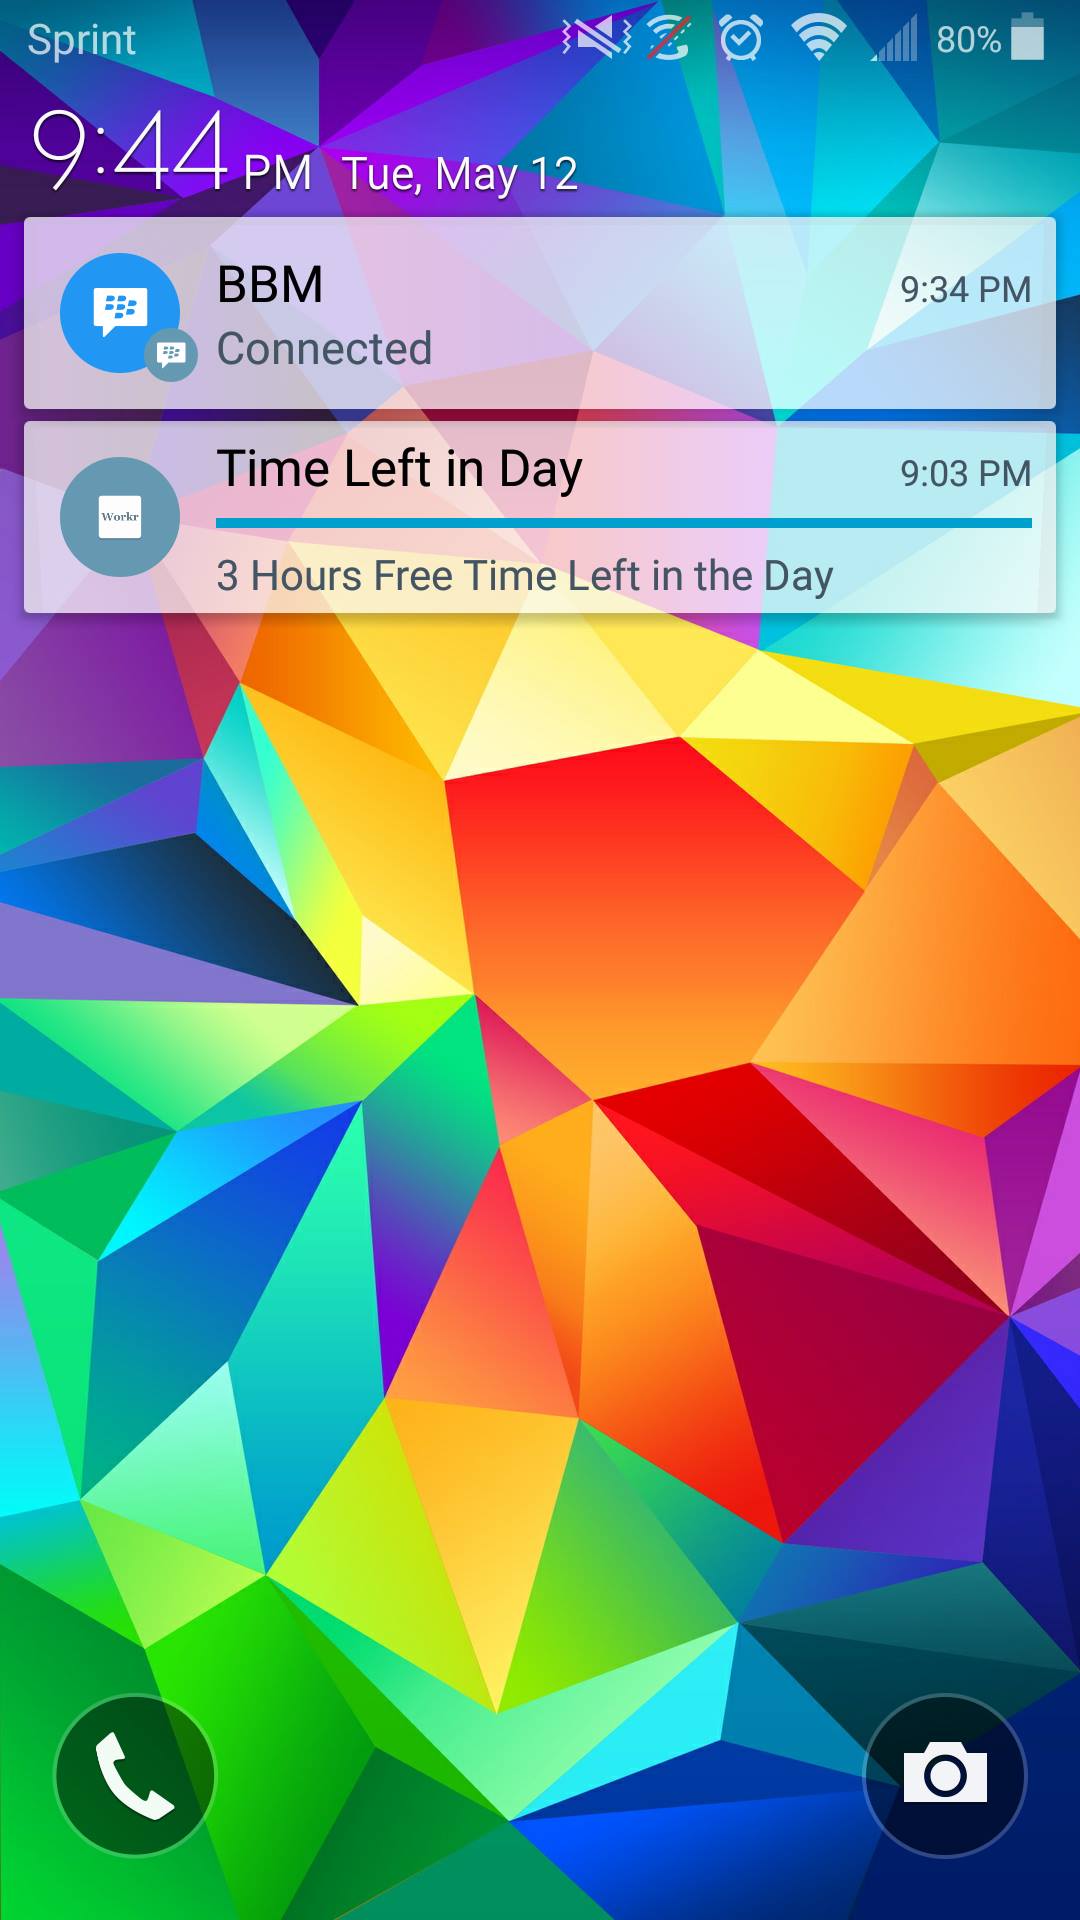 Sprint 80%
9:44 PM Tue, May 12
BBM 9:34 PM
Connected
Time Left in Day 9:03 PM
Workr
3 Hours Free Time Left in the Day